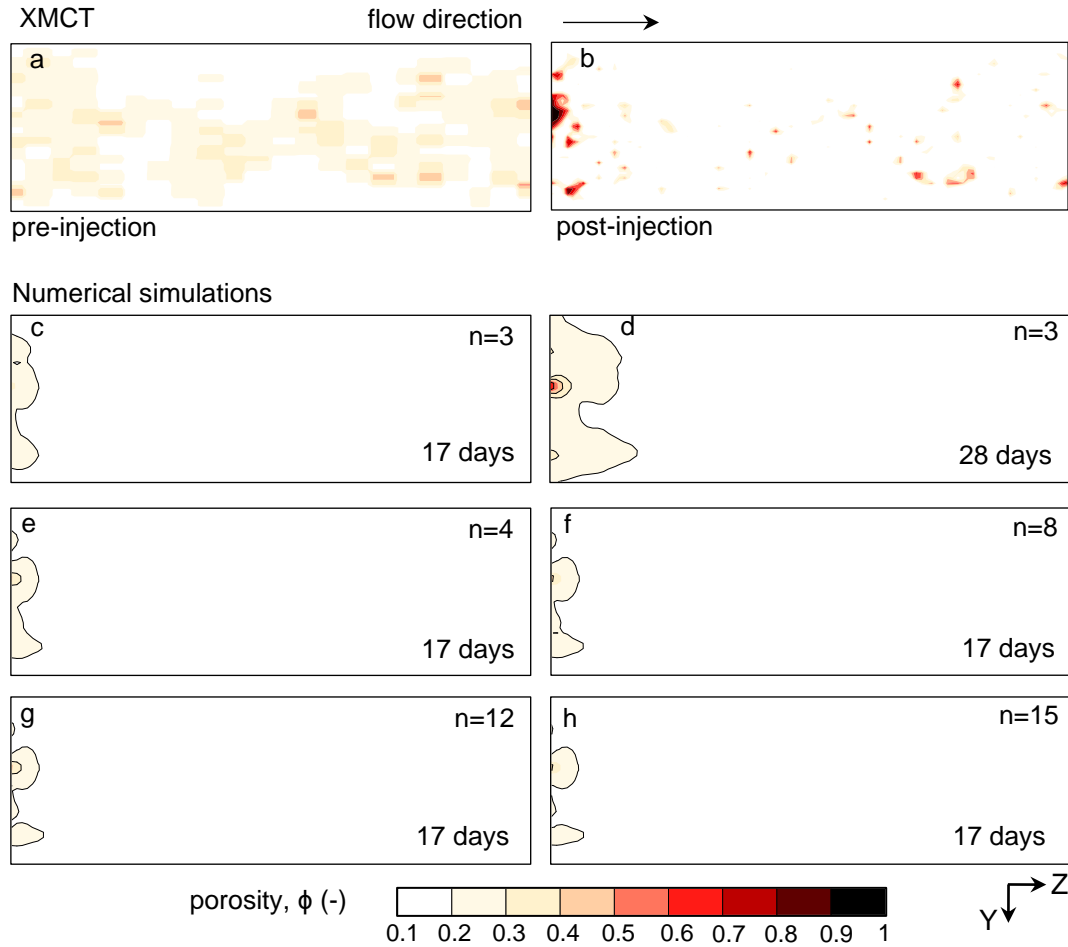 XMCT flow direction
a b
pre-injection post-injection
Numerical simulations
c n=3 d n=3
17 days 28 days
e n=4 f n=8
17 days 17 days
g n=12 h n=15
17 days 17 days
porosity, ϕ (-)
0.1 0.2 0.3 0.4 0.5 0.6 0.7 0.8 0.9 1
Z
Y